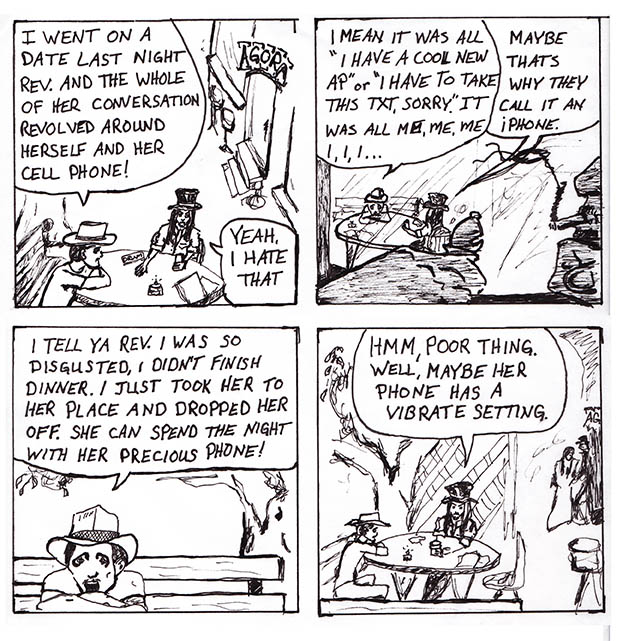 I WENT ON A
DATE LAST NIGHT
REV. AND THE WHOLE
OF HER CONVERSATION
REVOLVED AROUND
HERSELF AND HER
CELL PHONE!
AGORA
YEAH,
I HATE
THAT
I MEAN IT WAS ALL
"I HAVE A COOL NEW
AP" or "I HAVE TO TAKE
THIS TXT, SORRY." IT
WAS ALL ME, ME, ME
I, I, I...
MAYBE
THATS
WHY THEY
CALL IT AN
iPHONE.
I TELL YA REV. I WAS SO
DISGUSTED, I DIDN'T FINISH
DINNER. I JUST TOOK HER TO
HER PLACE AND DROPPED HER
OFF. SHE CAN SPEND THE NIGHT
WITH HER PRECIOUS PHONE!
HMM, POOR THING.
WELL, MAYBE HER
PHONE HAS A
VIBRATE SETTING.
AG